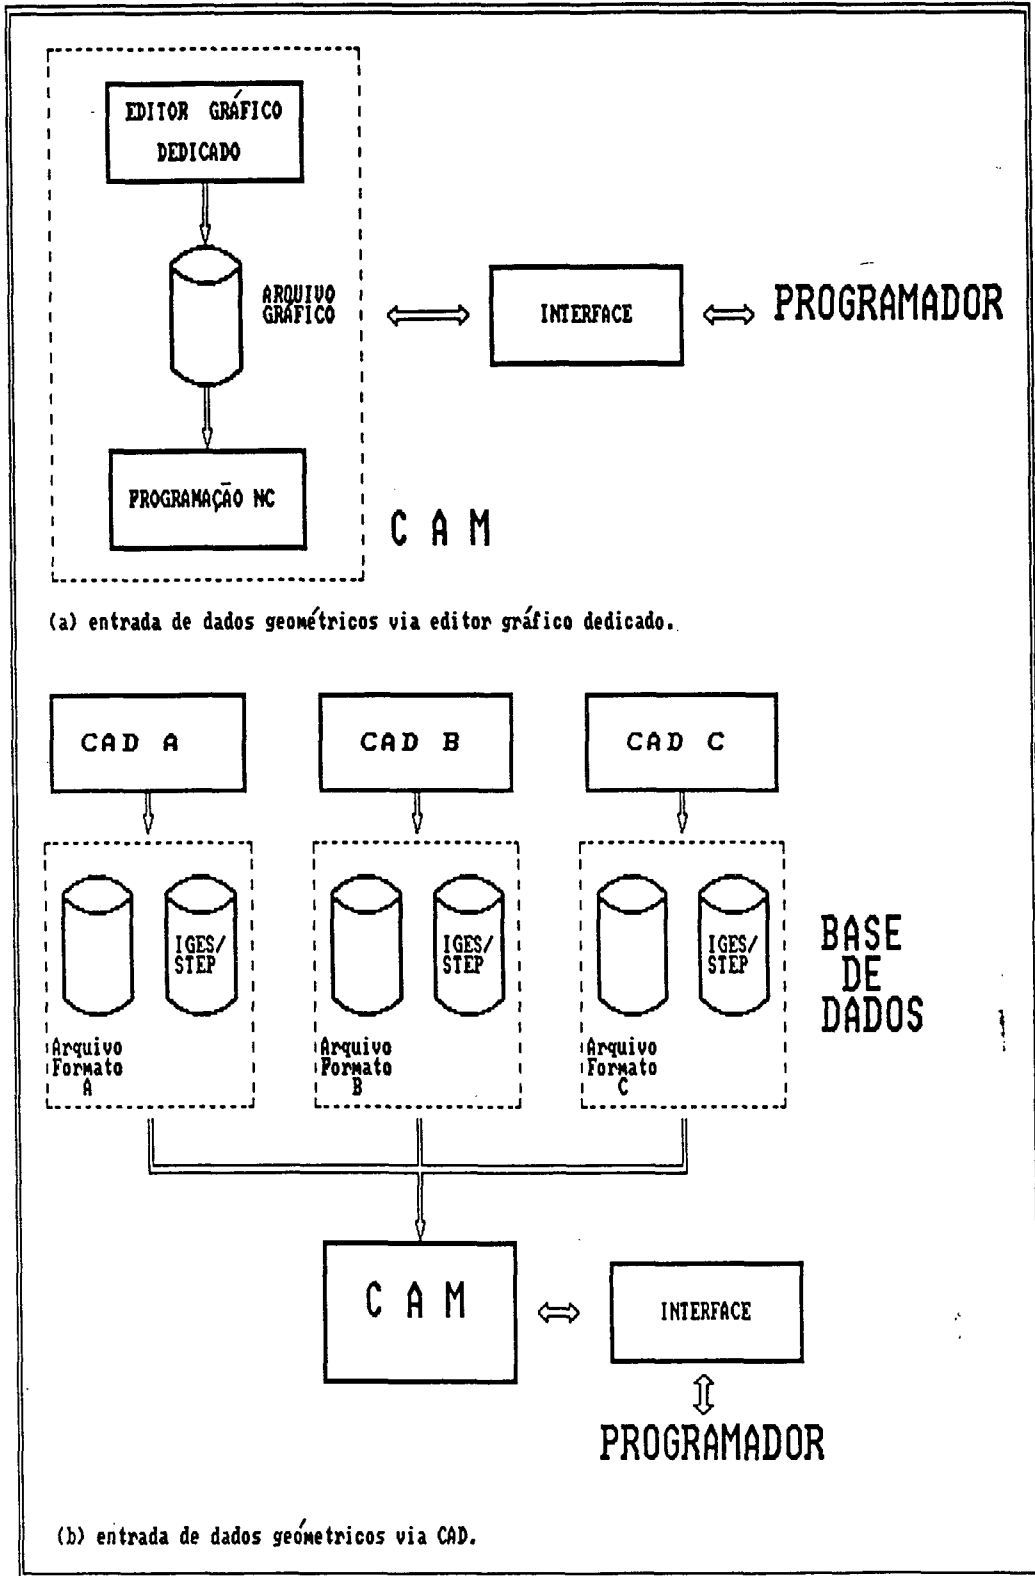 EDITOR GRÁFICO
DEDICADO
ARQUIVO
GRÁFICO
INTERFACE
PROGRAMADOR
PROGRAMAÇÃO NC
C A M
(a) entrada de dados geométricos via editor gráfico dedicado.
CAD A
CAD B
CAD C
IGES/
STEP
IGES/
STEP
IGES/
STEP
BASE
DE
DADOS
Arquivo
Formato
A
Arquivo
Formato
B
Arquivo
Formato
C
C A M
INTERFACE
PROGRAMADOR
(b) entrada de dados geómetricos via CAD.